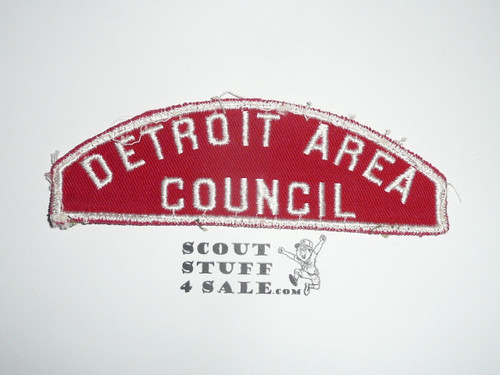 DETROIT AREA
COUNCIL
SCOUT
STUFF
4 SALE.COM